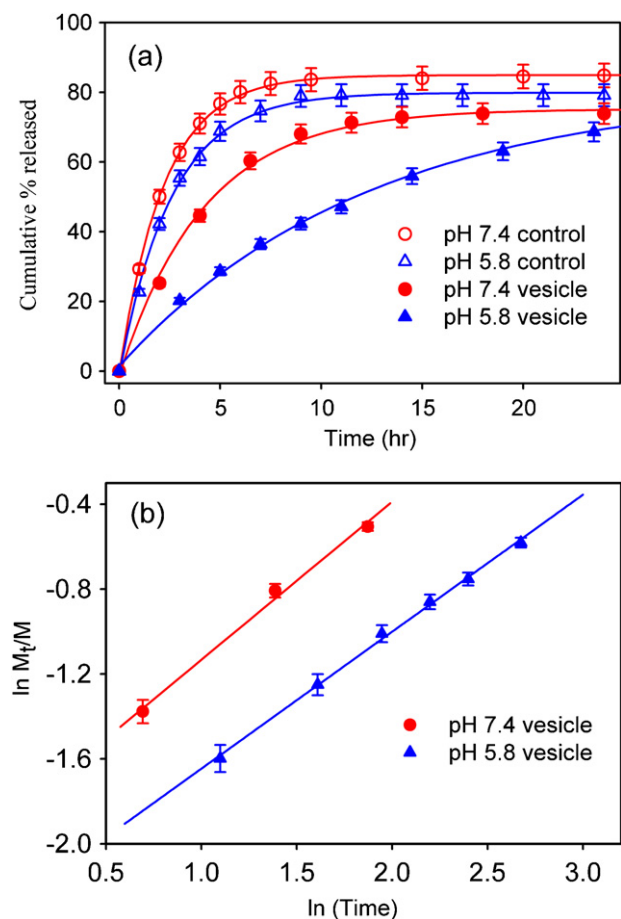 (a)
100
80
60
40
20
0
Cumulative % released
pH 7.4 control
pH 5.8 control
pH 7.4 vesicle
pH 5.8 vesicle
0 5 10 15 20
Time (hr)
(b)
-0.4
-0.8
-1.2
-1.6
-2.0
ln Mt/M
pH 7.4 vesicle
pH 5.8 vesicle
0.5 1.0 1.5 2.0 2.5 3.0
ln (Time)